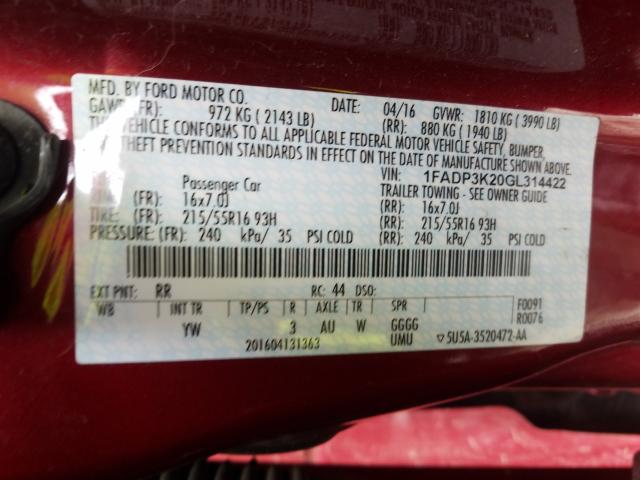 MFD. BY FORD MOTOR CO.
DATE: 04/16 GVWR: 1810 KG ( 3990 LB)
GAWR (FR): 972 KG ( 2143 LB) (RR): 880 KG ( 1940 LB)
THIS VEHICLE CONFORMS TO ALL APPLICABLE FEDERAL MOTOR VEHICLE SAFETY, BUMPER,
THEFT PREVENTION STANDARDS IN EFFECT ON THE DATE OF MANUFACTURE SHOWN ABOVE.
VIN: 1FADP3K20GL314422
Passenger Car TRAILER TOWING - SEE OWNER GUIDE
(FR): 16x7.0J (RR): 16x7.0J
TIRE: (FR): 215/55R16 93H (RR): 215/55R16 93H
PRESSURE: (FR): 240 kPa/ 35 PSI COLD (RR): 240 kPa/ 35 PSI COLD
EXT PNT: RR RC: 44 DSO:
WB INT TR TP/PS R AXLE TR SPR F0091
YW 3 AU W GGGG R0076
201604131363 UMU ▽5U5A-3520472-AA